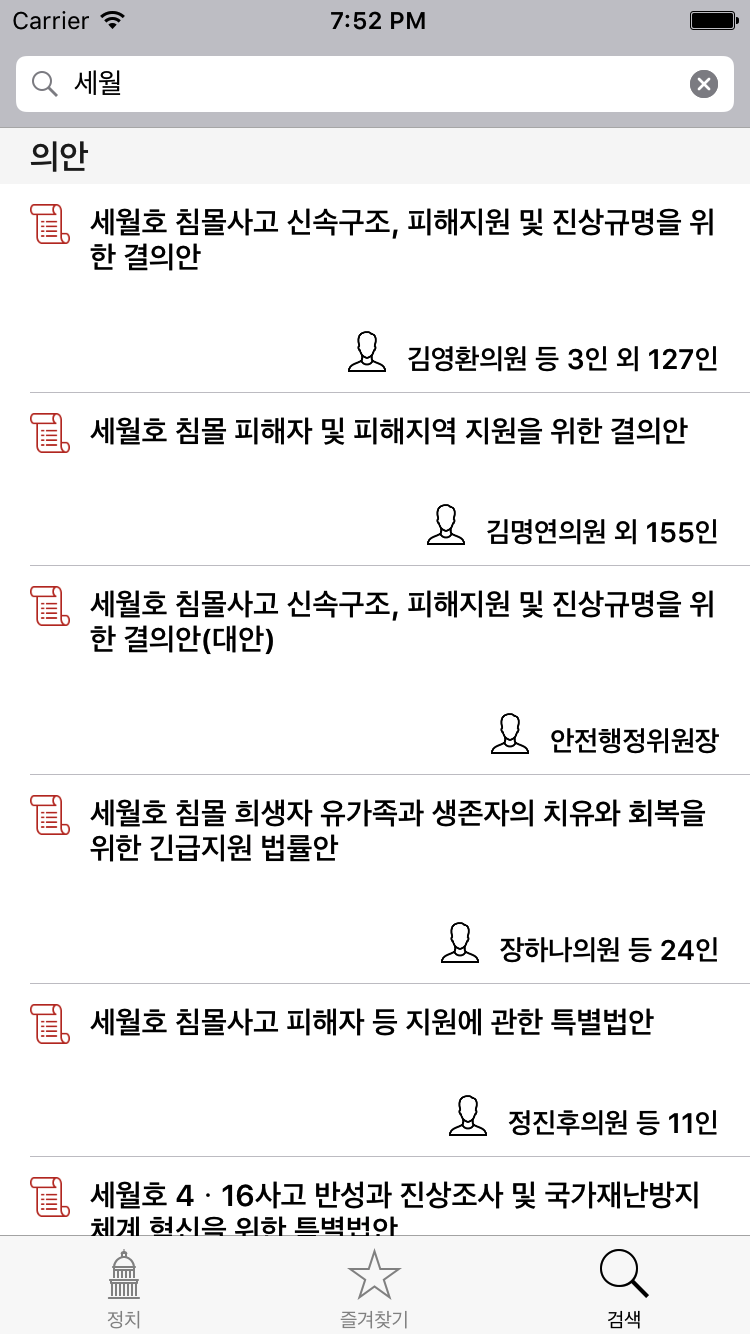 Carrier 7:52 PM
세월
의안
세월호 침몰사고 신속구조, 피해지원 및 진상규명을 위
한 결의안
김영환의원 등 3인 외 127인
세월호 침몰 피해자 및 피해지역 지원을 위한 결의안
김명연의원 외 155인
세월호 침몰사고 신속구조, 피해지원 및 진상규명을 위
한 결의안(대안)
안전행정위원장
세월호 침몰 희생자 유가족과 생존자의 치유와 회복을
위한 긴급지원 법률안
장하나의원 등 24인
세월호 침몰사고 피해자 등 지원에 관한 특별법안
정진후의원 등 11인
세월호 4ㆍ16사고 반성과 진상조사 및 국가재난방지
체계 혁신을 위한 특별법안
정치 즐겨찾기 검색